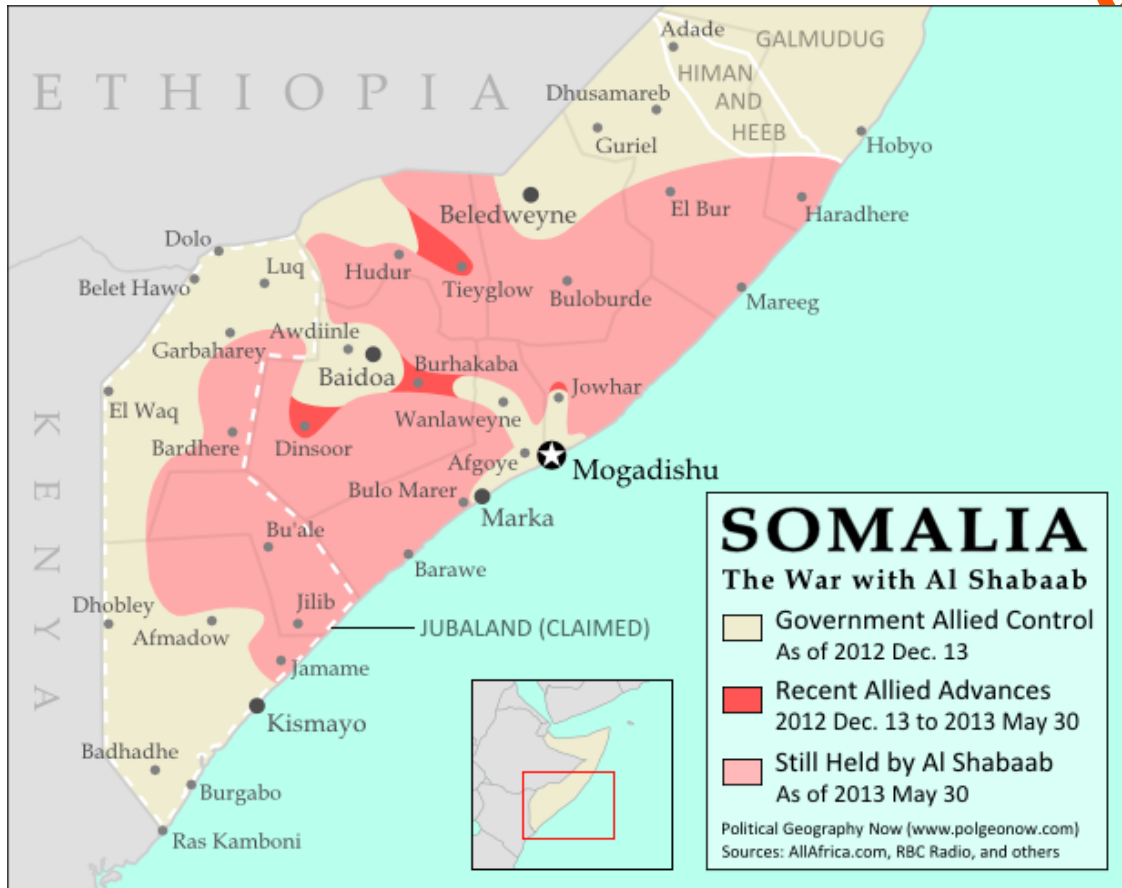 Adade
GALMUDUG
ETHIOPIA
HIMAN
AND
HEEB
Dhusamareb
Guriel
Hobyo
Beledweyne
El Bur
Haradhere
Dolo
Luq
Hudur
Tieyglow
Buloburde
Belet Hawo
Mareeg
Awdiinle
Garbaharey
Baidoa
Burhakaba
Jowhar
El Waq
Wanlaweyne
KENYA
Bardhere
Dinsoor
Afgoye
Mogadishu
Bulo Marer
Marka
Bu'ale
Barawe
Dhobley
Jilib
Afmadow
JUBALAND (CLAIMED)
Jamame
Kismayo
Badhadhe
Burgabo
Ras Kamboni
SOMALIA
The War with Al Shabaab
Government Allied Control
As of 2012 Dec. 13
Recent Allied Advances
2012 Dec. 13 to 2013 May 30
Still Held by Al Shabaab
As of 2013 May 30
Political Geography Now (www.polgeonow.com)
Sources: AllAfrica.com, RBC Radio, and others